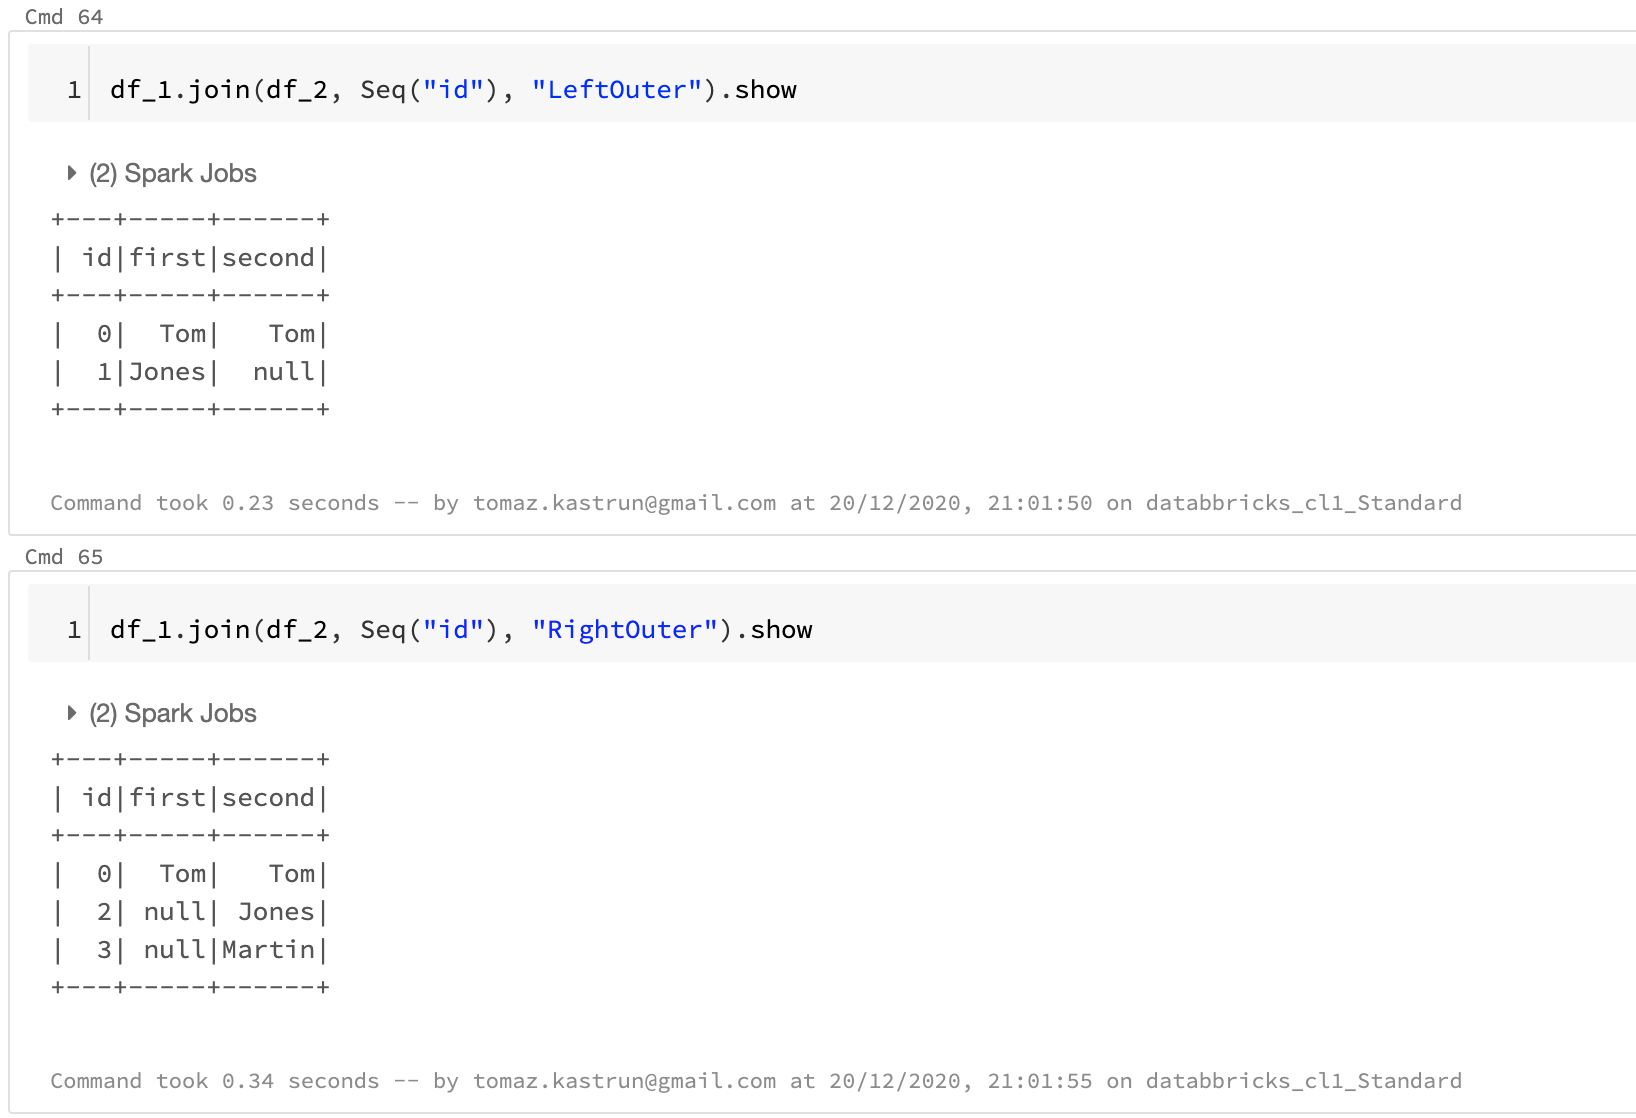 Cmd 64
1 df_1.join(df_2, Seq("id"), "LeftOuter").show
(2) Spark Jobs
+---+-----+------+
| id|first|second|
+---+-----+------+
|  0|  Tom|   Tom|
|  1|Jones|  null|
+---+-----+------+
Command took 0.23 seconds -- by tomaz.kastrun@gmail.com at 20/12/2020, 21:01:50 on databbricks_cl1_Standard
Cmd 65
1 df_1.join(df_2, Seq("id"), "RightOuter").show
(2) Spark Jobs
+---+-----+------+
| id|first|second|
+---+-----+------+
|  0|  Tom|   Tom|
|  2| null| Jones|
|  3| null|Martin|
+---+-----+------+
Command took 0.34 seconds -- by tomaz.kastrun@gmail.com at 20/12/2020, 21:01:55 on databbricks_cl1_Standard